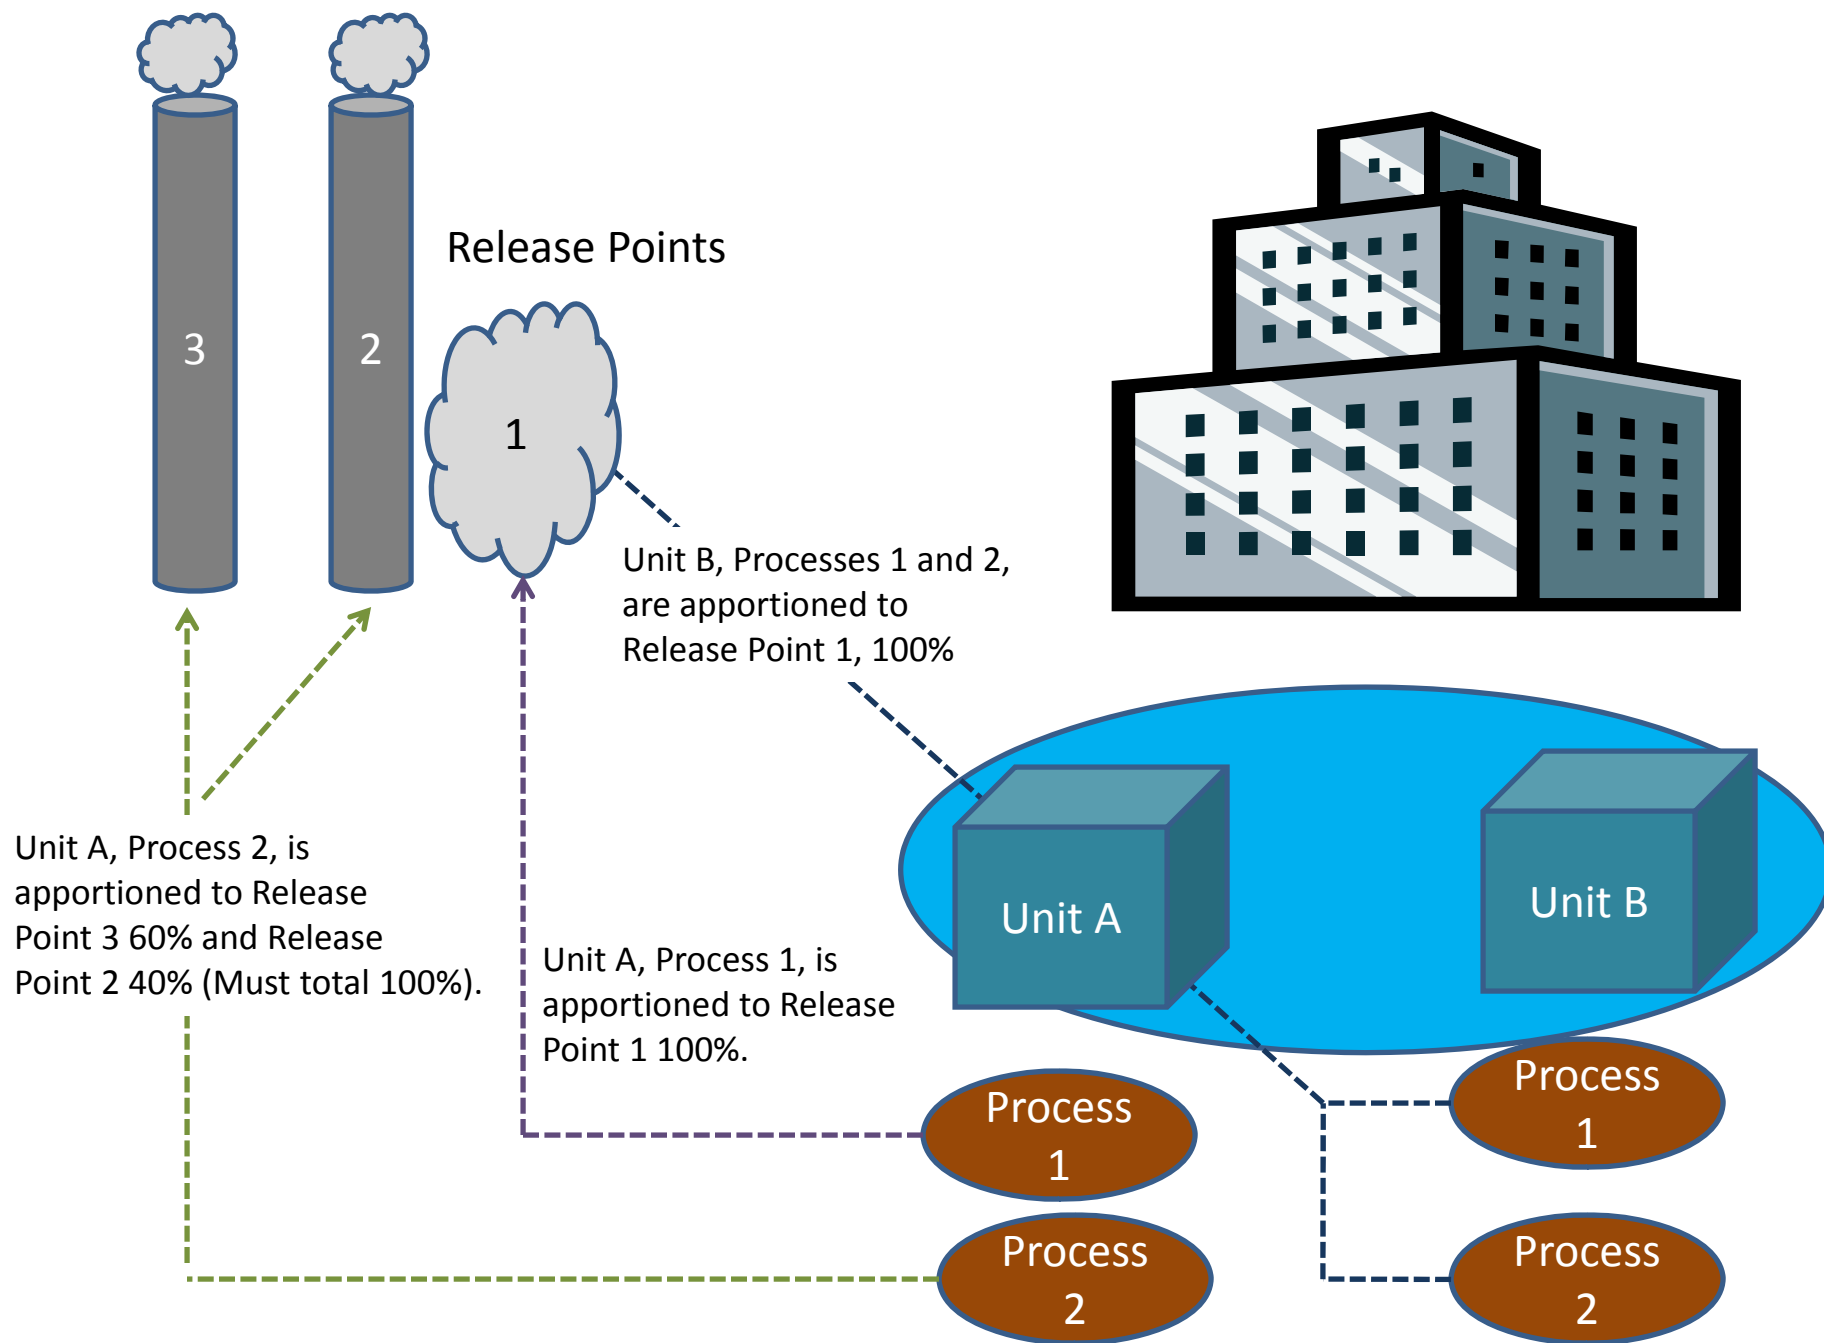 Release Points
3
2
1
Unit B, Processes 1 and 2,
are apportioned to
Release Point 1, 100%
Unit A, Process 2, is
apportioned to Release
Point 3 60% and Release
Point 2 40% (Must total 100%).
Unit A, Process 1, is
apportioned to Release
Point 1 100%.
Unit A
Unit B
Process
1
Process
1
Process
2
Process
2